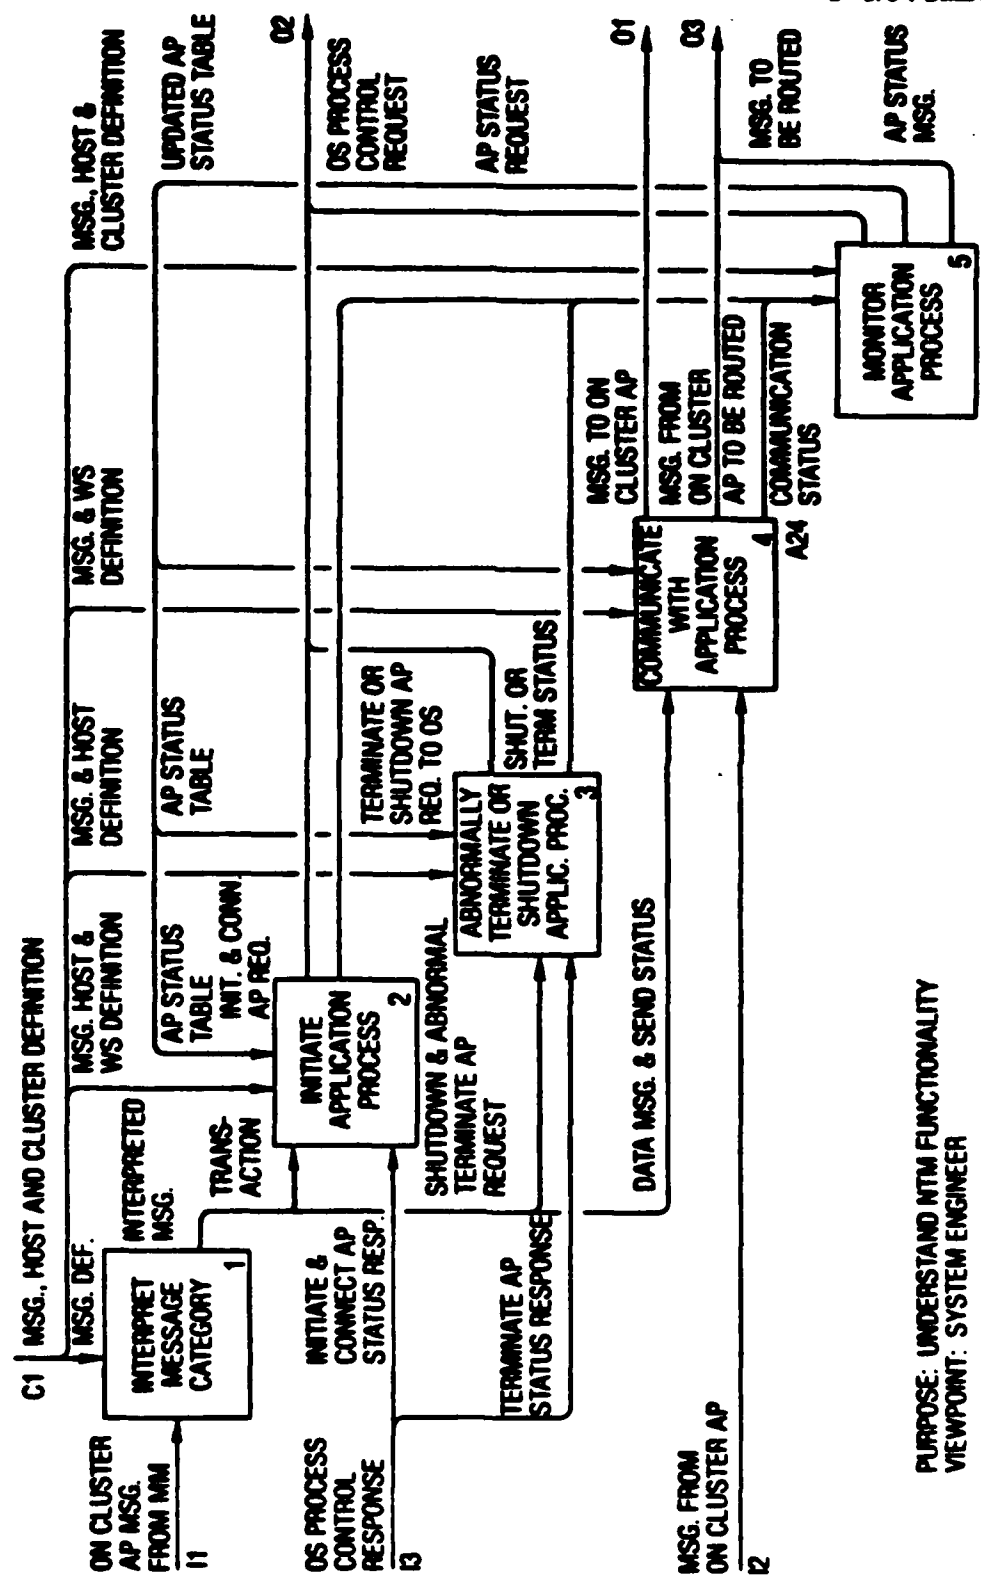 C1
MSG., HOST AND CLUSTER DEFINITION
MSG. DEF.
MSG. HOST &
WS DEFINITION
MSG. & HOST
DEFINITION
MSG. & WS
DEFINITION
MSG., HOST &
CLUSTER DEFINITION
ON CLUSTER
AP MSG.
FROM MM
I1
INTERPRET
MESSAGE
CATEGORY
1
INTERPRETED
MSG.
TRANS-
ACTION
AP STATUS
TABLE
INIT. & CONN.
AP REQ.
AP STATUS
TABLE
UPDATED AP
STATUS TABLE
O2
OS PROCESS
CONTROL
REQUEST
AP STATUS
REQUEST
OS PROCESS
CONTROL
RESPONSE
I3
INITIATE &
CONNECT AP
STATUS RESP.
INITIATE
APPLICATION
PROCESS
2
SHUTDOWN & ABNORMAL
TERMINATE AP
REQUEST
TERMINATE AP
STATUS RESPONSE
TERMINATE OR
SHUTDOWN AP
REQ. TO OS
ABNORMALLY
TERMINATE OR
SHUTDOWN
APPLIC. PROC.
3
SHUT. OR
TERM STATUS
MSG. TO ON
CLUSTER AP
O1
MSG. FROM
ON CLUSTER
AP TO BE ROUTED
O3
MSG. TO
BE ROUTED
AP STATUS
MSG.
DATA MSG. & SEND STATUS
MSG. FROM
ON CLUSTER AP
I2
COMMUNICATE
WITH
APPLICATION
PROCESS
4
A24
COMMUNICATION
STATUS
MONITOR
APPLICATION
PROCESS
5
PURPOSE: UNDERSTAND NTM FUNCTIONALITY
VIEWPOINT: SYSTEM ENGINEER